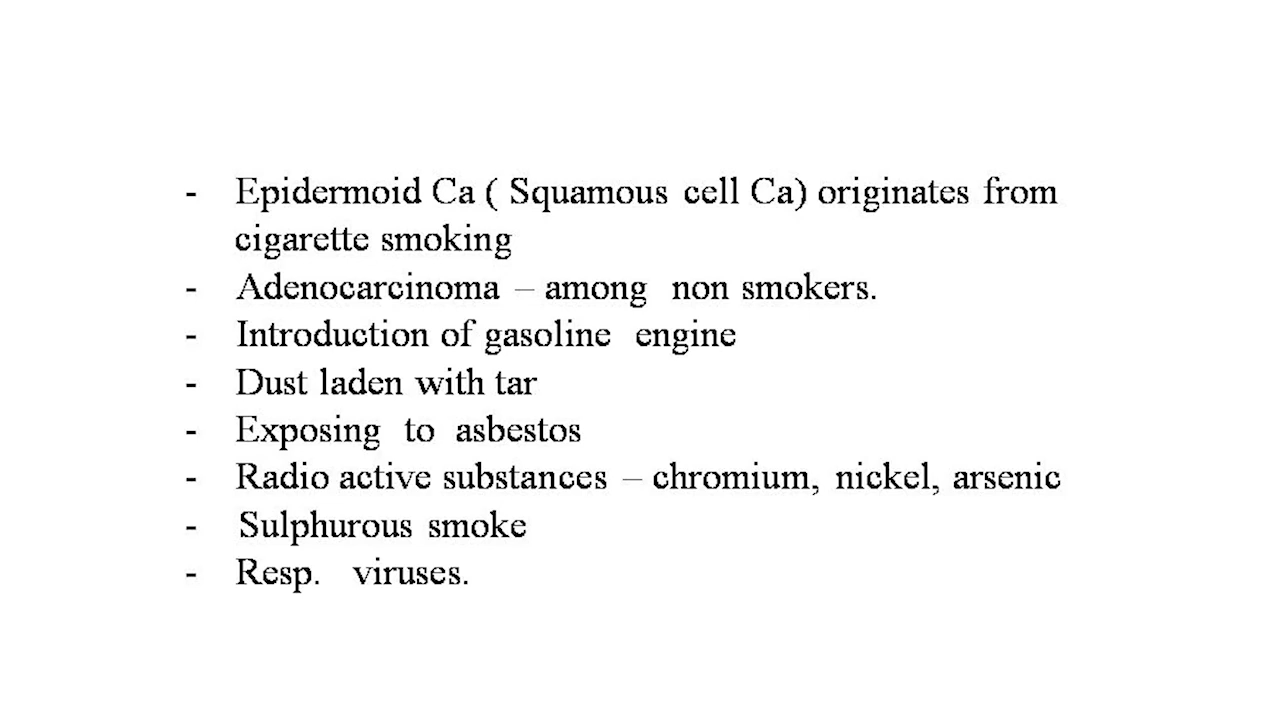 - Epidermoid Ca ( Squamous cell Ca) originates from
cigarette smoking
- Adenocarcinoma – among non smokers.
- Introduction of gasoline engine
- Dust laden with tar
- Exposing to asbestos
- Radio active substances – chromium, nickel, arsenic
- Sulphurous smoke
- Resp. viruses.